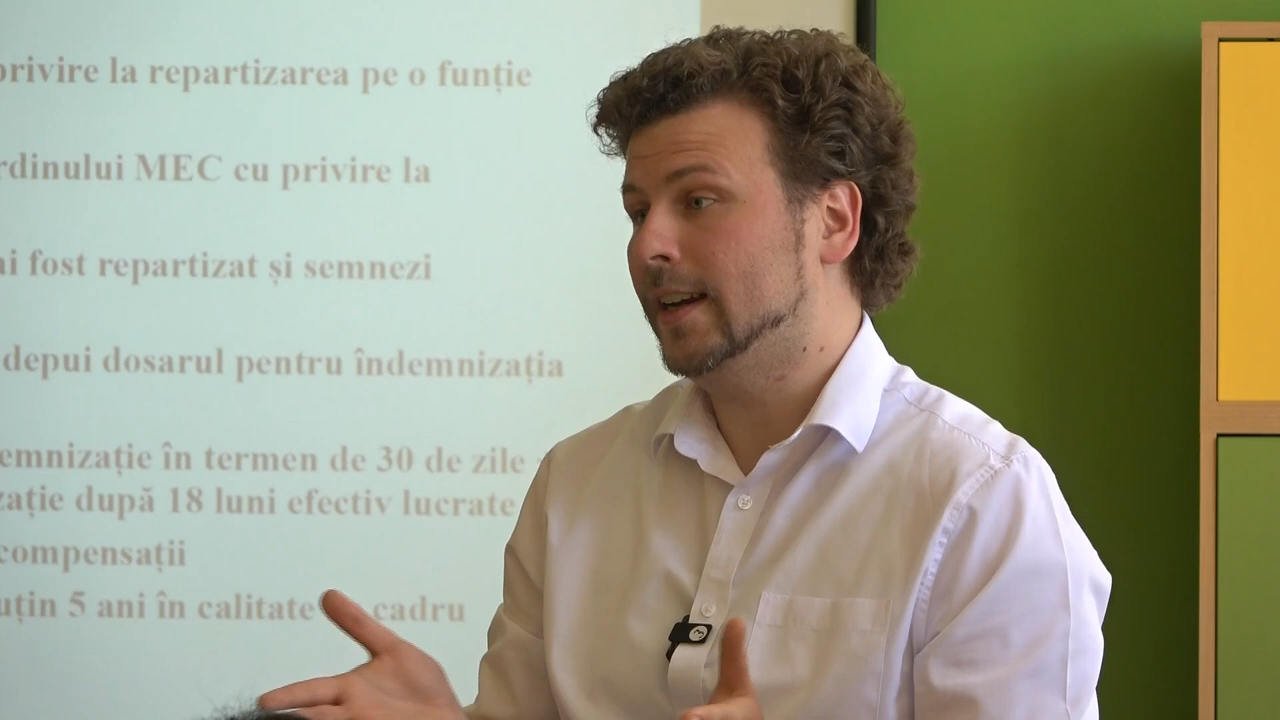 privire la repartizarea pe o funție
rdinului MEC cu privire la
ai fost repartizat și semnezi
depui dosarul pentru îndemnizația
emnizație în termen de 30 de zile
zație după 18 luni efectiv lucrate
compensații
uțin 5 ani în calitate cadru
3